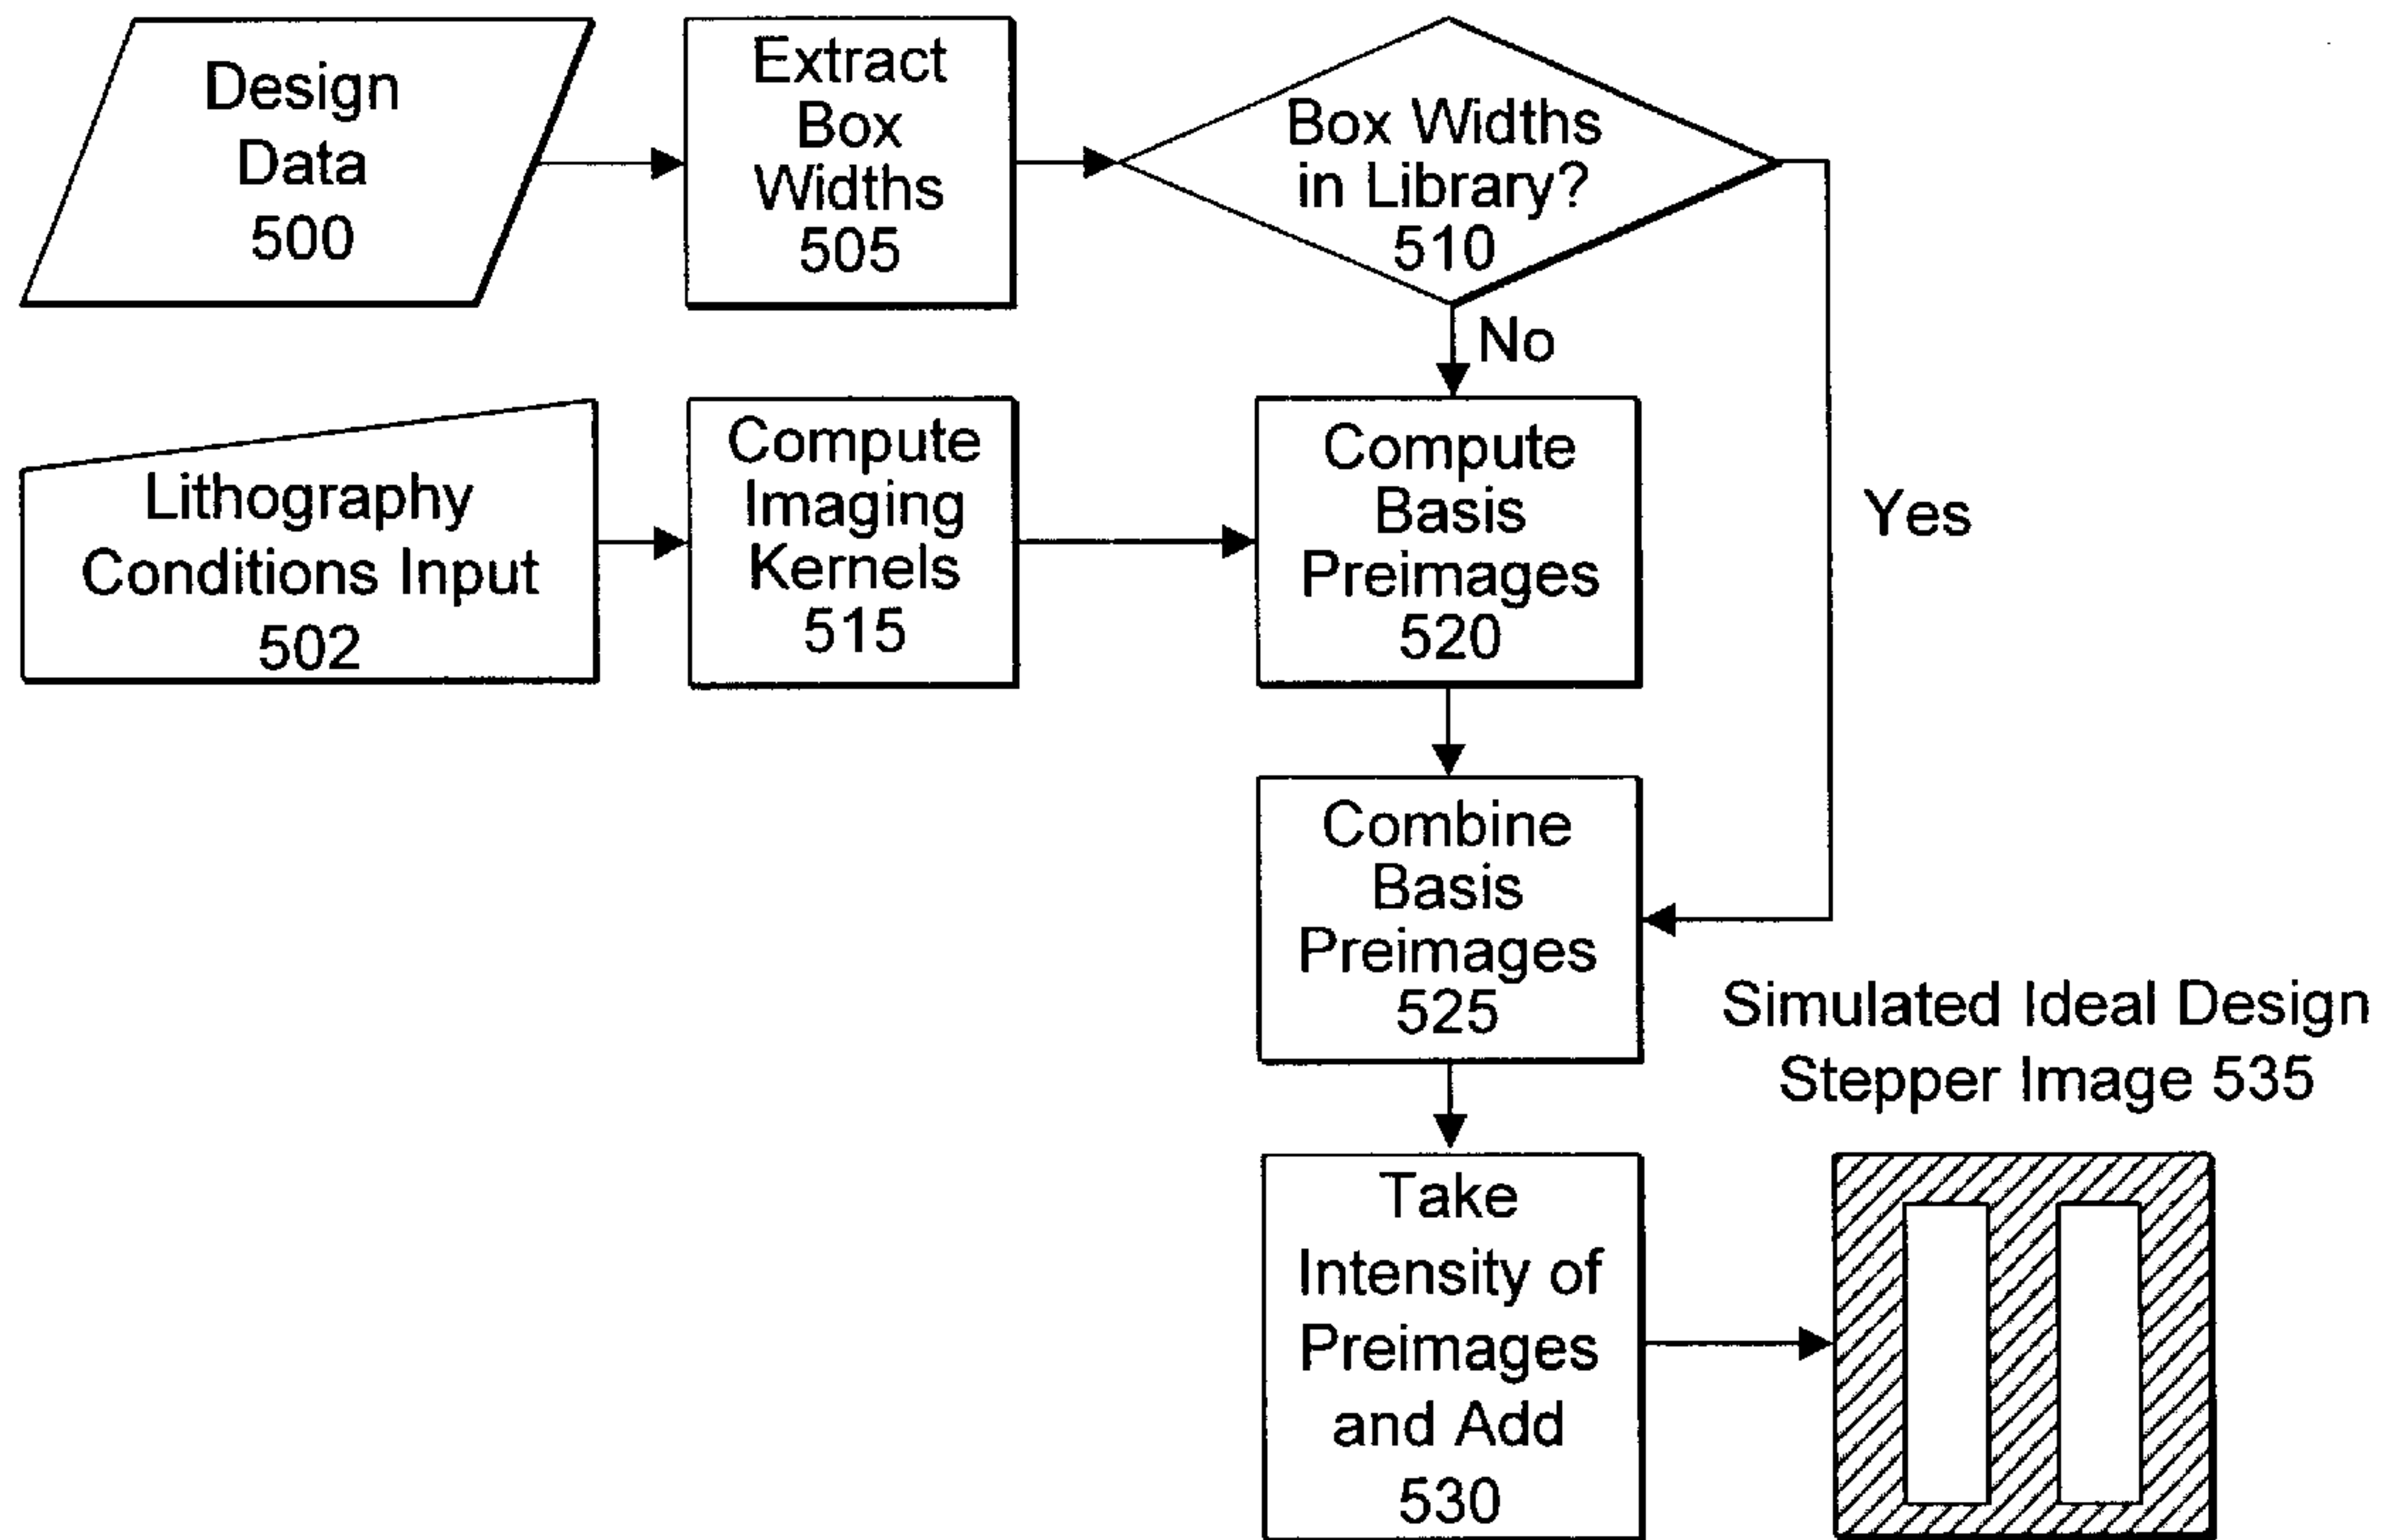 Design
Data
500
Extract
Box
Widths
505
Box Widths
in Library?
510
No
Yes
Lithography
Conditions Input
502
Compute
Imaging
Kernels
515
Compute
Basis
Preimages
520
Combine
Basis
Preimages
525
Simulated Ideal Design
Stepper Image 535
Take
Intensity of
Preimages
and Add
530